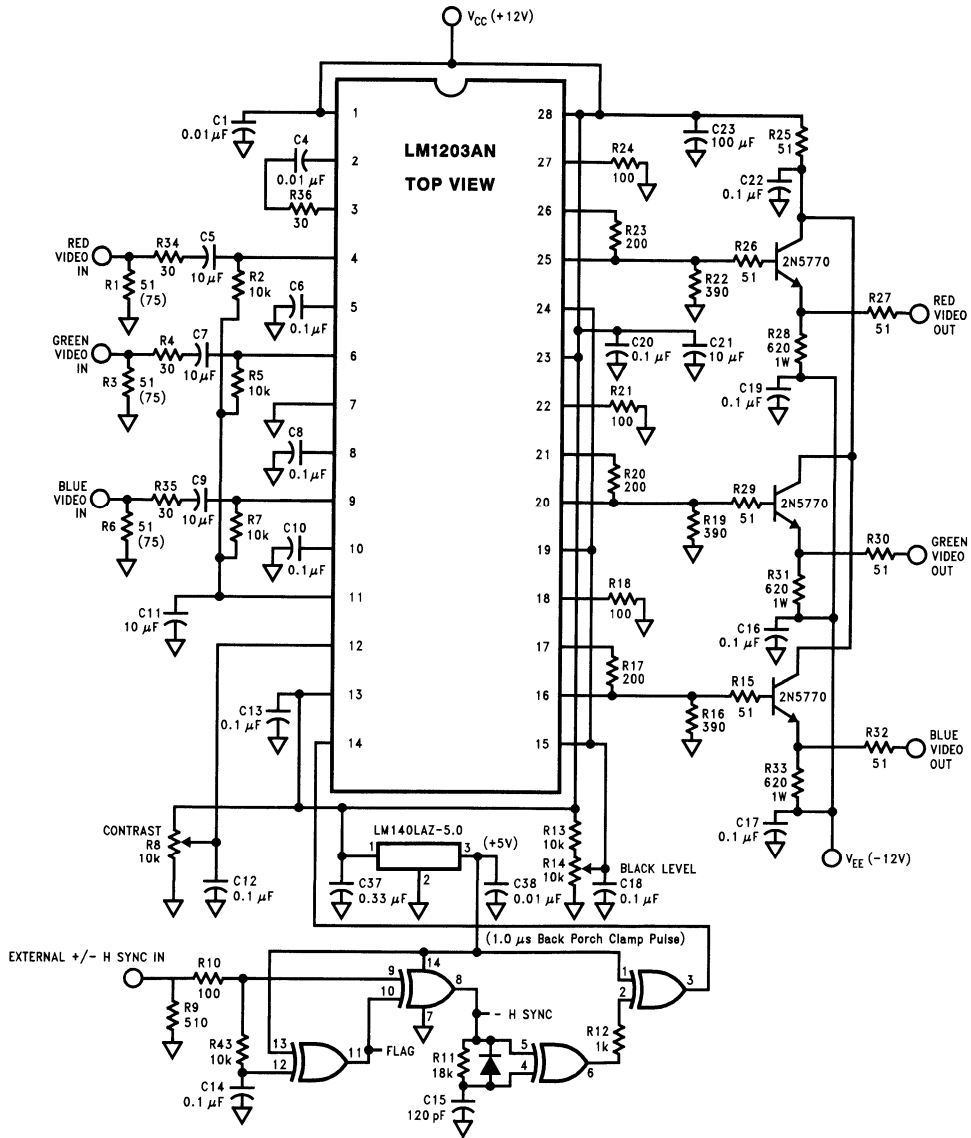 VCC (+12V)
LM1203AN
TOP VIEW
1
2
3
4
5
6
7
8
9
10
11
12
13
14
28
27
26
25
24
23
22
21
20
19
18
17
16
15
C1
0.01 µF
C4
0.01 µF
R36
30
RED
VIDEO
IN
R34
30
C5
10 µF
R1
51
(75)
R2
10k
C6
0.1 µF
GREEN
VIDEO
IN
R4
30
C7
10 µF
R3
51
(75)
R5
10k
C8
0.1 µF
BLUE
VIDEO
IN
R35
30
C9
10 µF
R6
51
(75)
R7
10k
C10
0.1 µF
C11
10 µF
C13
0.1 µF
R24
100
C23
100 µF
R25
51
C22
0.1 µF
R23
200
R26
51
2N5770
R22
390
R27
51
RED
VIDEO
OUT
R28
620
1W
C20
0.1 µF
C21
10 µF
C19
0.1 µF
R21
100
R20
200
R29
51
2N5770
R19
390
R30
51
GREEN
VIDEO
OUT
R31
620
1W
R18
100
C16
0.1 µF
R17
200
R15
51
2N5770
R16
390
R32
51
BLUE
VIDEO
OUT
R33
620
1W
C17
0.1 µF
VEE (-12V)
CONTRAST
R8
10k
C12
0.1 µF
LM140LAZ-5.0
1
3
2
(+5V)
C37
0.33 µF
C38
0.01 µF
R13
10k
R14
10k
BLACK LEVEL
C18
0.1 µF
(1.0 µs Back Porch Clamp Pulse)
EXTERNAL +/- H SYNC IN
R10
100
R9
510
R43
10k
C14
0.1 µF
13
12
11
FLAG
9
10
14
8
7
- H SYNC
R11
18k
C15
120 pF
5
4
6
R12
1k
1
2
3